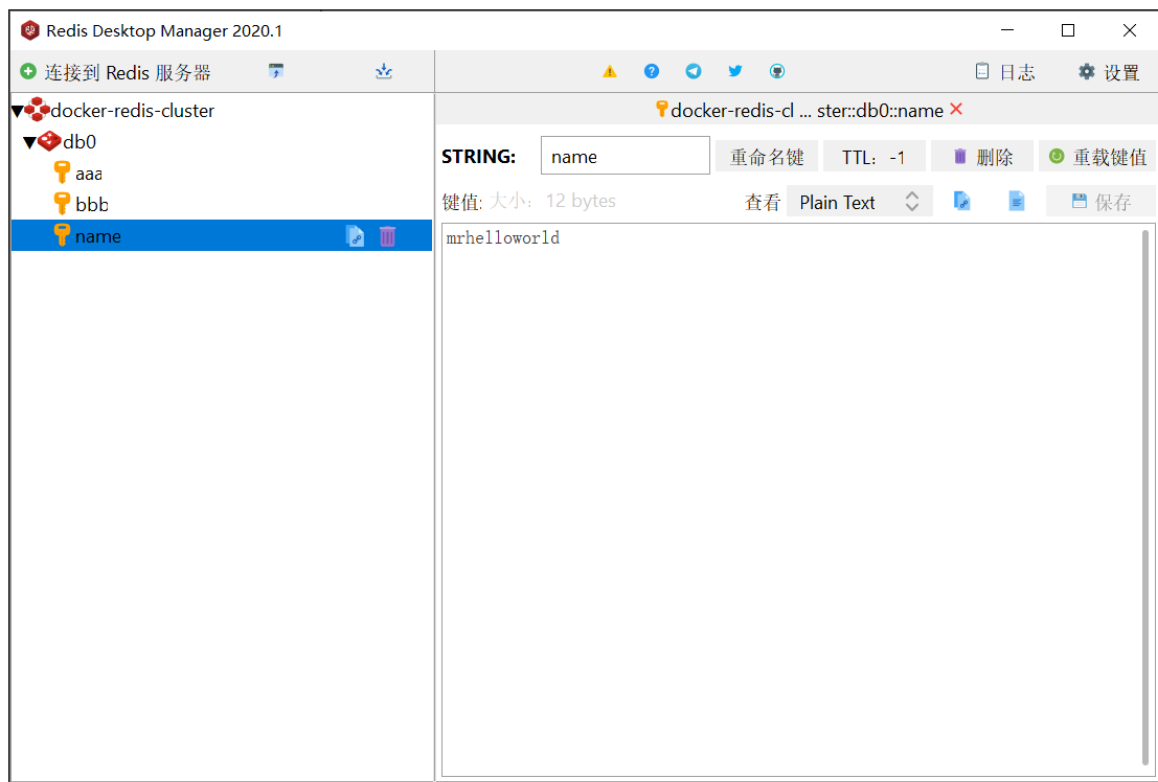 Redis Desktop Manager 2020.1
连接到 Redis 服务器
日志
设置
docker-redis-cluster
db0
aaa
bbb
name
docker-redis-cl ... ster::db0::name
STRING:
name
重命名键
TTL：-1
删除
重载键值
键值:
大小：12 bytes
查看
Plain Text
保存
mrhelloworld